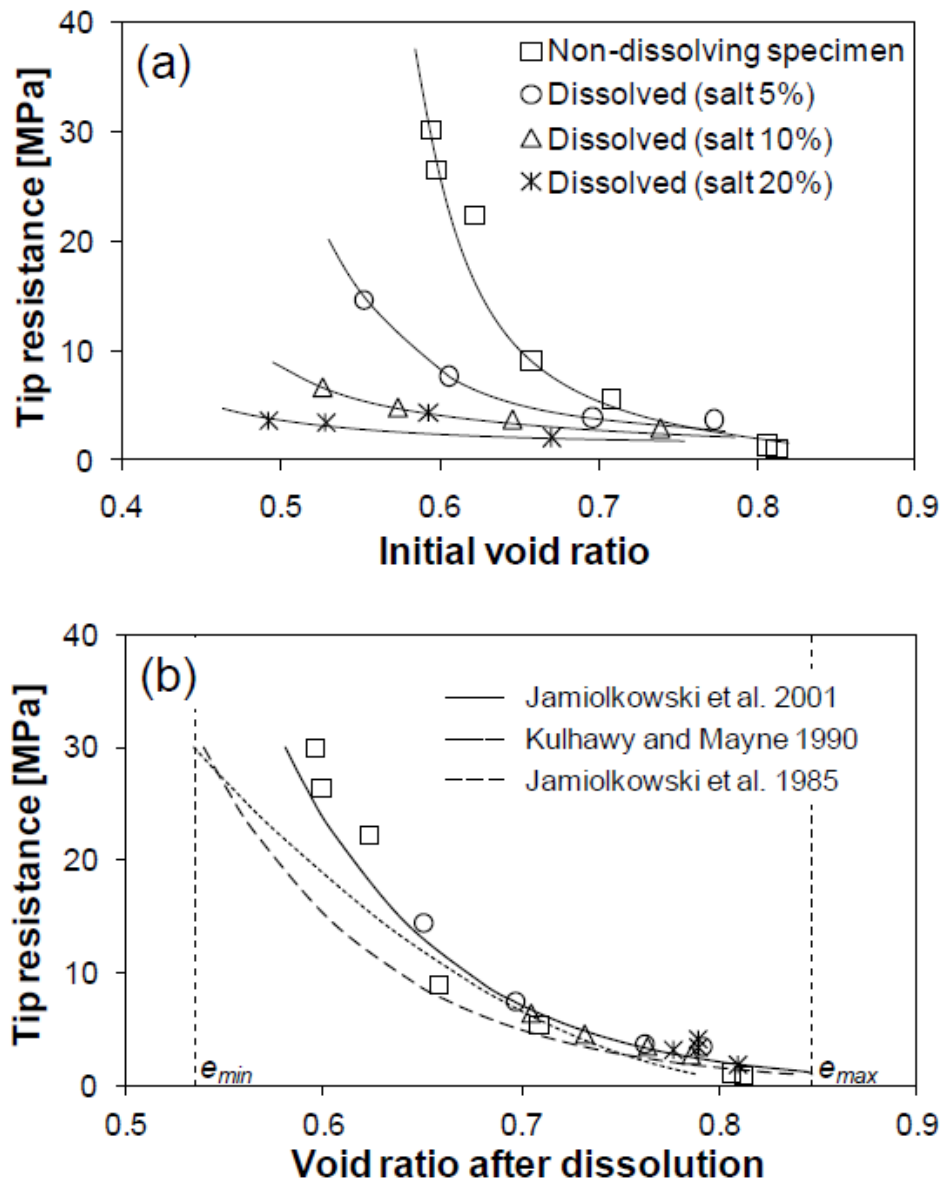 (a)
Non-dissolving specimen
Dissolved (salt 5%)
Dissolved (salt 10%)
Dissolved (salt 20%)
Tip resistance [MPa]
40
30
20
10
0
0.4 0.5 0.6 0.7 0.8 0.9
Initial void ratio
(b)
Jamiolkowski et al. 2001
Kulhawy and Mayne 1990
Jamiolkowski et al. 1985
Tip resistance [MPa]
40
30
20
10
0
e min
e max
0.5 0.6 0.7 0.8 0.9
Void ratio after dissolution